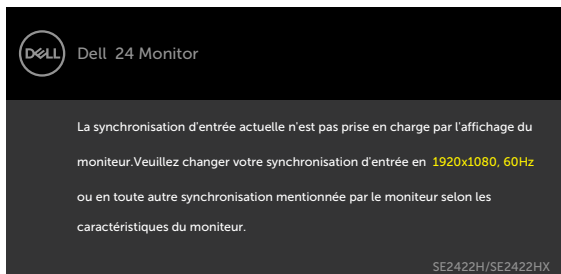 DELL
Dell 24 Monitor
La synchronisation d'entrée actuelle n'est pas prise en charge par l'affichage du
moniteur.Veuillez changer votre synchronisation d'entrée en 1920x1080, 60Hz
ou en toute autre synchronisation mentionnée par le moniteur selon les
caractéristiques du moniteur.
SE2422H/SE2422HX